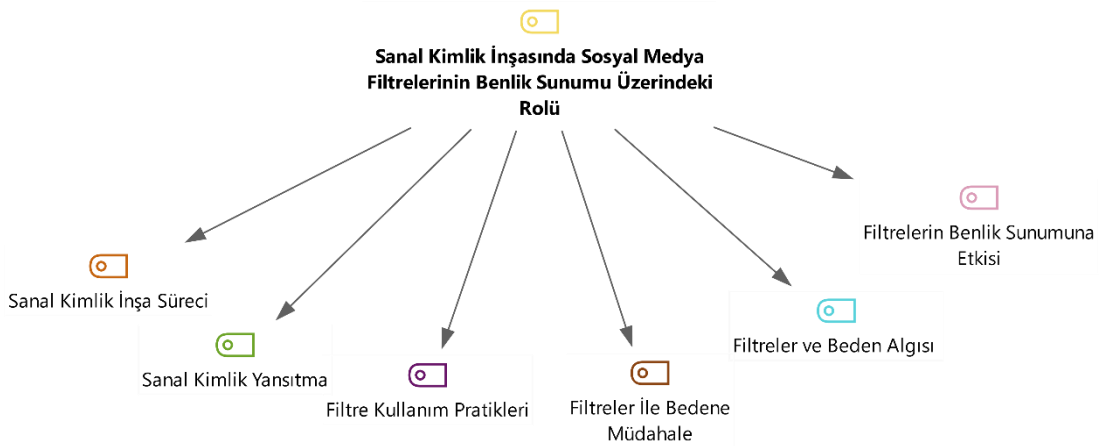 Sanal Kimlik İnşasında Sosyal Medya
Filtrelerinin Benlik Sunumu Üzerindeki
Rolü
Filtrelerin Benlik Sunumuna
Etkisi
Sanal Kimlik İnşa Süreci
Filtreler ve Beden Algısı
Sanal Kimlik Yansıtma
Filtre Kullanım Pratikleri
Filtreler İle Bedene
Müdahale